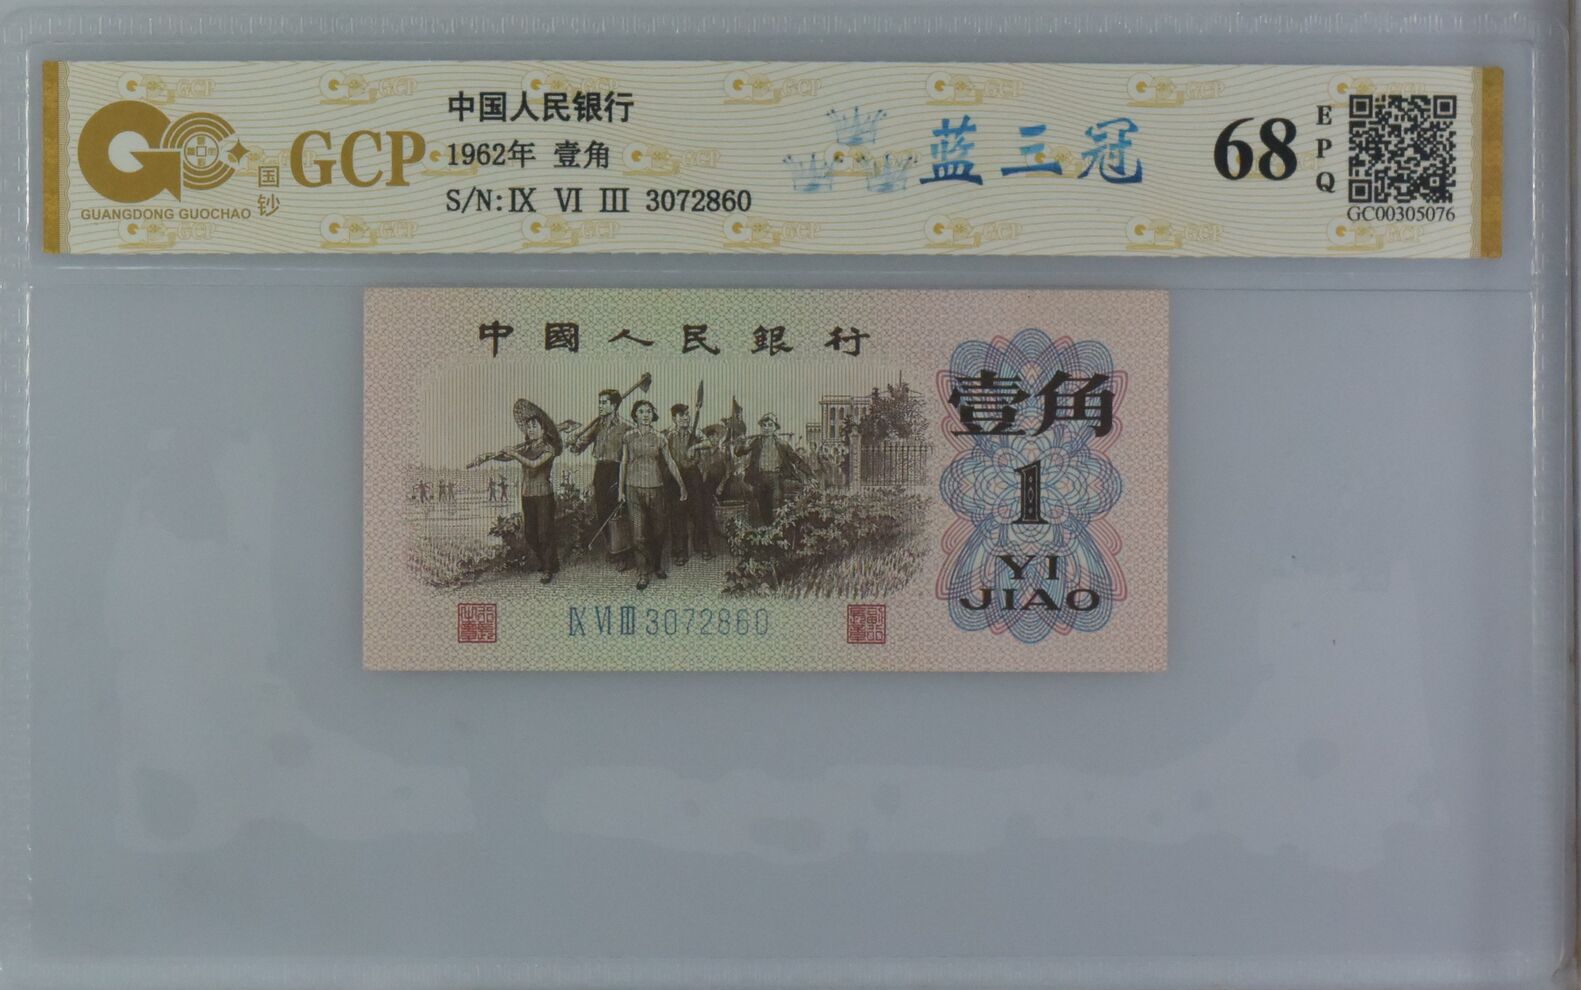 GCP
国钞
GUANGDONG GUOCHAO
中国人民银行
1962年 壹角
S/N:Ⅸ Ⅵ Ⅲ 3072860
蓝三冠
68
EPQ
GC00305076
中國人民銀行
壹角
1
YI
JIAO
Ⅸ Ⅵ Ⅲ 3072860